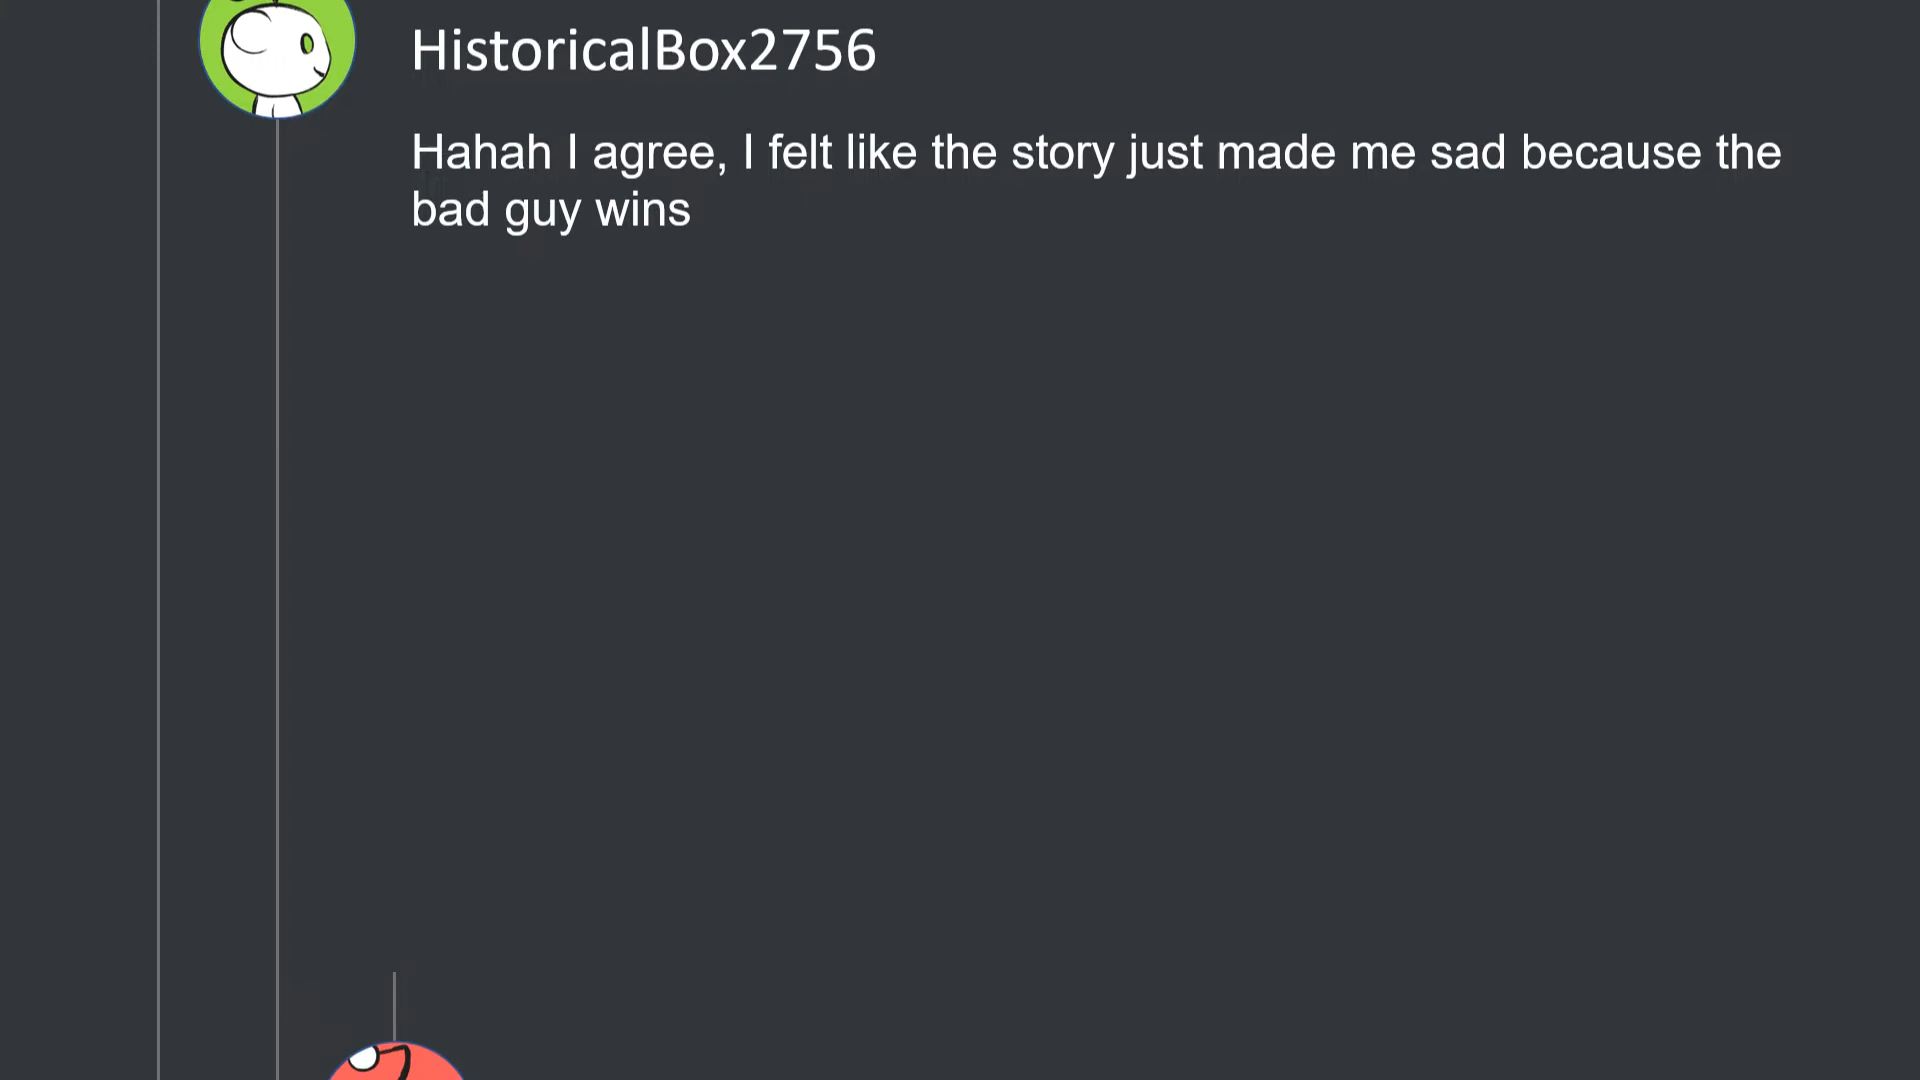 HistoricalBox2756
Hahah I agree, I felt like the story just made me sad because the
bad guy wins